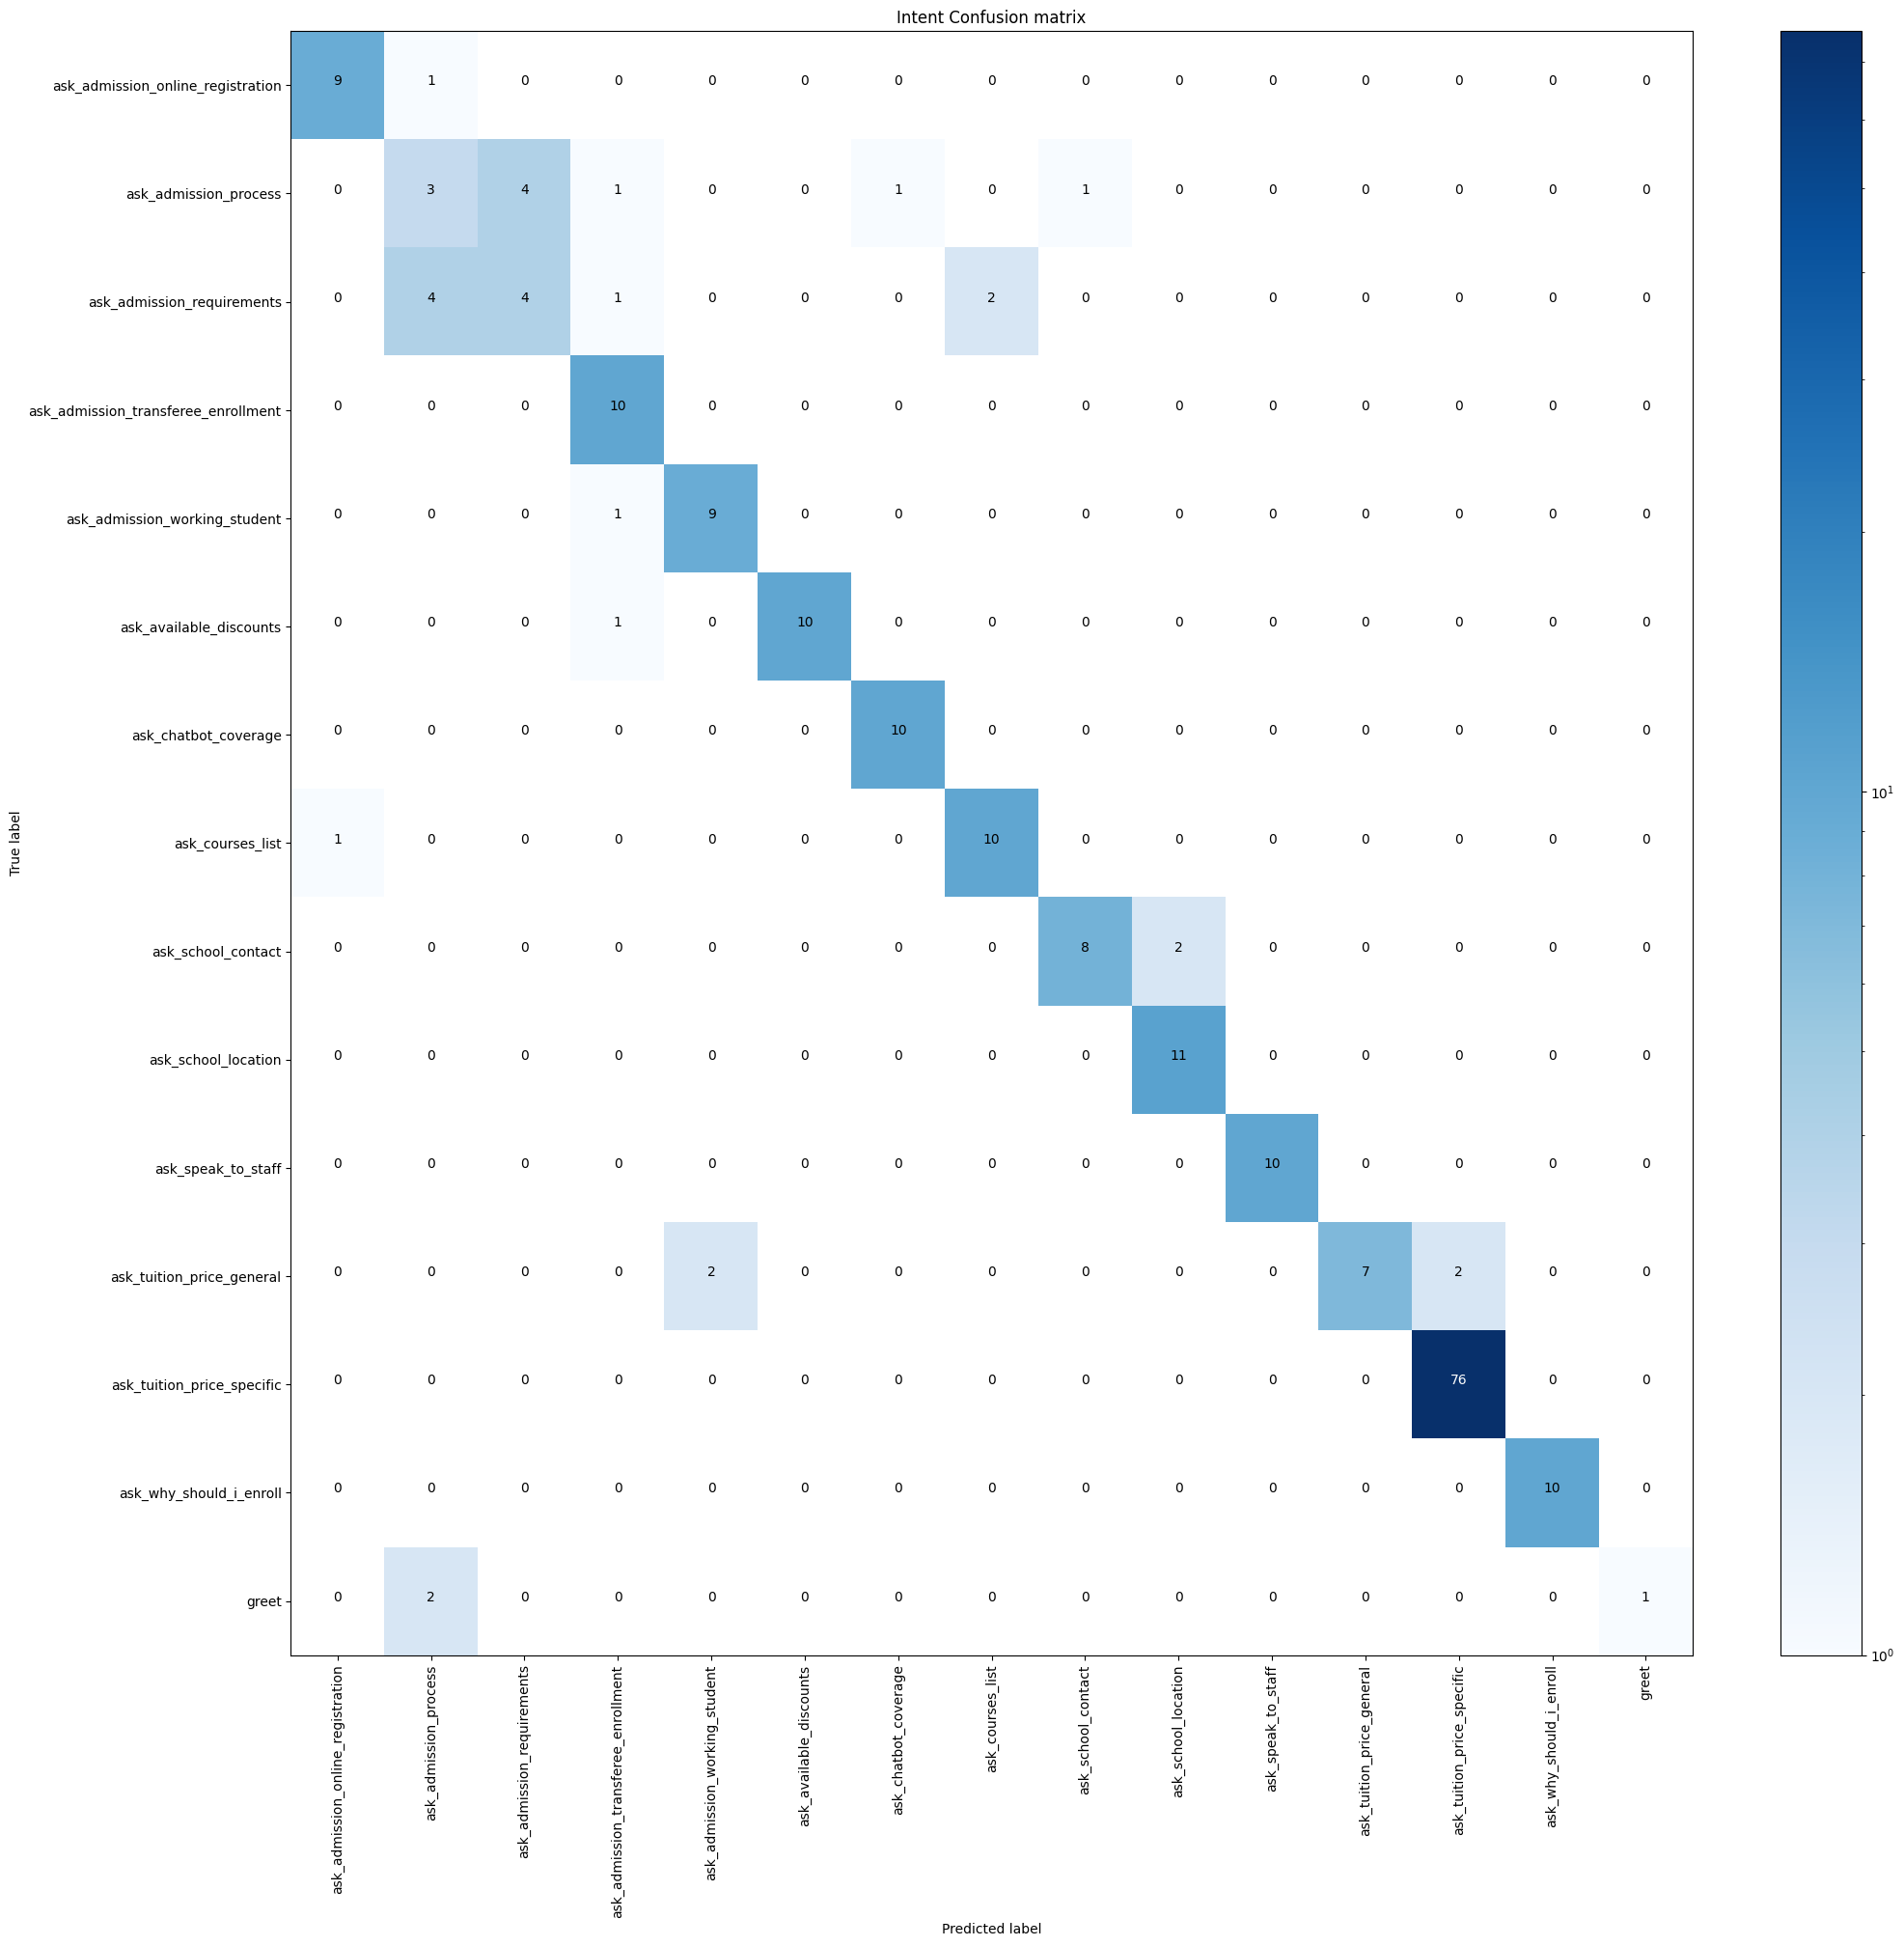 Intent Confusion matrix
ask_admission_online_registration 9 1 0 0 0 0 0 0 0 0 0 0 0 0 0
ask_admission_process 0 3 4 1 0 0 1 0 1 0 0 0 0 0 0
ask_admission_requirements 0 4 4 1 0 0 0 2 0 0 0 0 0 0 0
ask_admission_transferee_enrollment 0 0 0 10 0 0 0 0 0 0 0 0 0 0 0
ask_admission_working_student 0 0 0 1 9 0 0 0 0 0 0 0 0 0 0
ask_available_discounts 0 0 0 1 0 10 0 0 0 0 0 0 0 0 0
ask_chatbot_coverage 0 0 0 0 0 0 10 0 0 0 0 0 0 0 0
ask_courses_list 1 0 0 0 0 0 0 10 0 0 0 0 0 0 0
ask_school_contact 0 0 0 0 0 0 0 0 8 2 0 0 0 0 0
ask_school_location 0 0 0 0 0 0 0 0 0 11 0 0 0 0 0
ask_speak_to_staff 0 0 0 0 0 0 0 0 0 0 10 0 0 0 0
ask_tuition_price_general 0 0 0 0 2 0 0 0 0 0 0 7 2 0 0
ask_tuition_price_specific 0 0 0 0 0 0 0 0 0 0 0 0 76 0 0
ask_why_should_i_enroll 0 0 0 0 0 0 0 0 0 0 0 0 0 10 0
greet 0 2 0 0 0 0 0 0 0 0 0 0 0 0 1
True label
ask_admission_online_registration
ask_admission_process
ask_admission_requirements
ask_admission_transferee_enrollment
ask_admission_working_student
ask_available_discounts
ask_chatbot_coverage
ask_courses_list
ask_school_contact
ask_school_location
ask_speak_to_staff
ask_tuition_price_general
ask_tuition_price_specific
ask_why_should_i_enroll
greet
Predicted label
10¹
10⁰